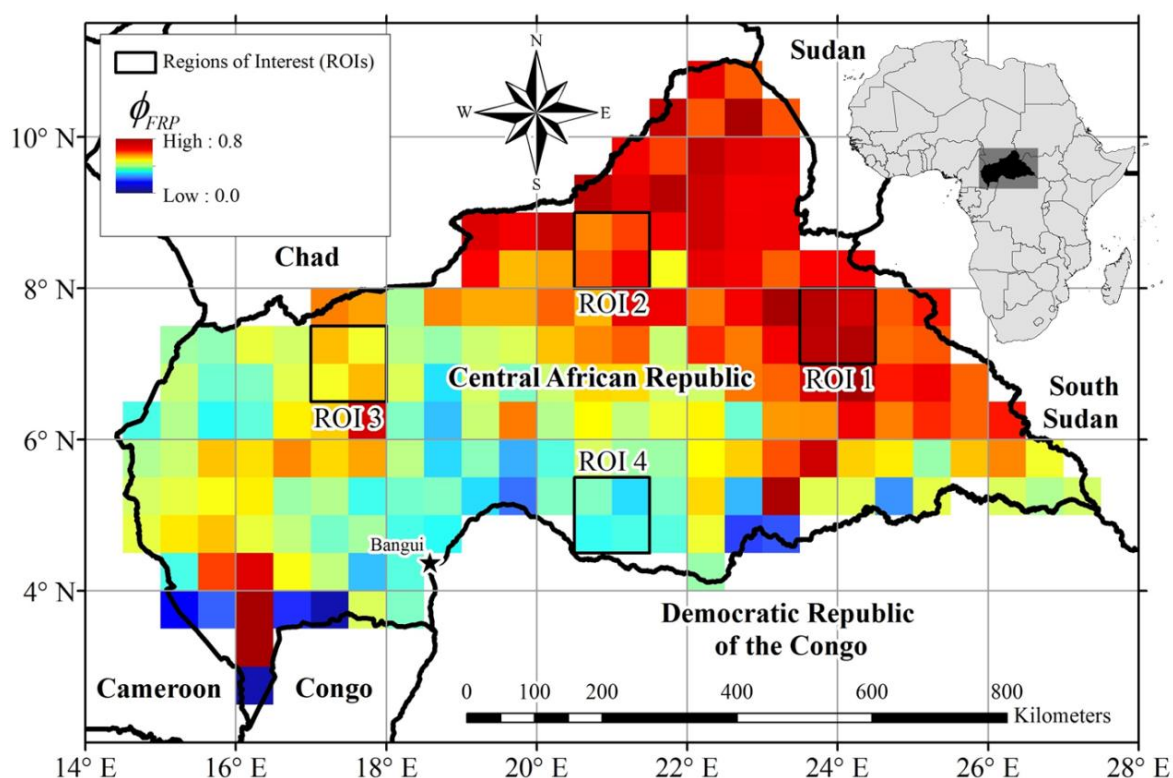 Regions of Interest (ROIs)
ϕFRP
High : 0.8
Low : 0.0
N
W
E
S
Sudan
10° N
Chad
8° N
ROI 2
ROI 1
Central African Republic
ROI 3
South
Sudan
6° N
ROI 4
Bangui
4° N
Democratic Republic
of the Congo
Cameroon
Congo
0 100 200 400 600 800
Kilometers
14° E 16° E 18° E 20° E 22° E 24° E 26° E 28° E